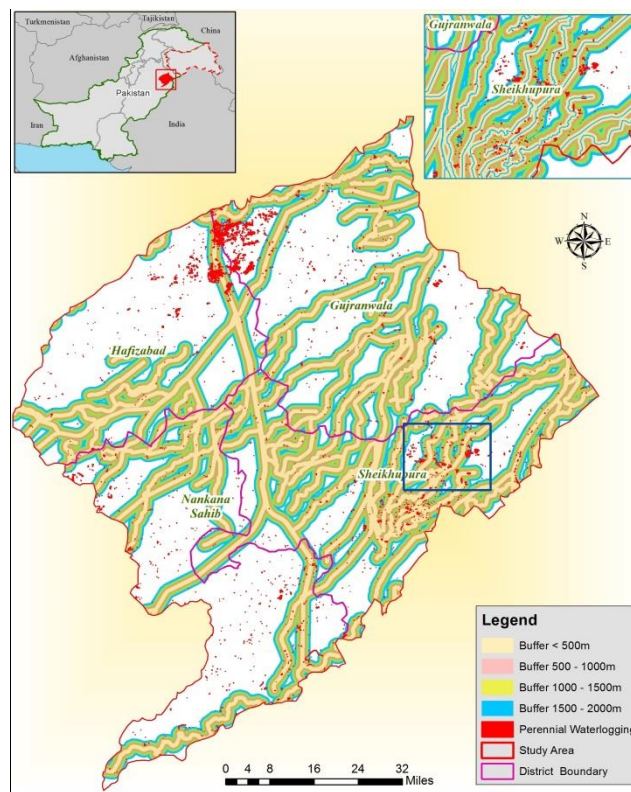 Turkmenistan
Tajikistan
China
Afghanistan
Pakistan
Iran
India
Gujranwala
Sheikhupura
N
W
E
S
Gujranwala
Hafizabad
Sheikhupura
Nankana
Sahib
Legend
Buffer < 500m
Buffer 500 - 1000m
Buffer 1000 - 1500m
Buffer 1500 - 2000m
Perennial Waterlogging
Study Area
District Boundary
0 4 8 16 24 32
Miles